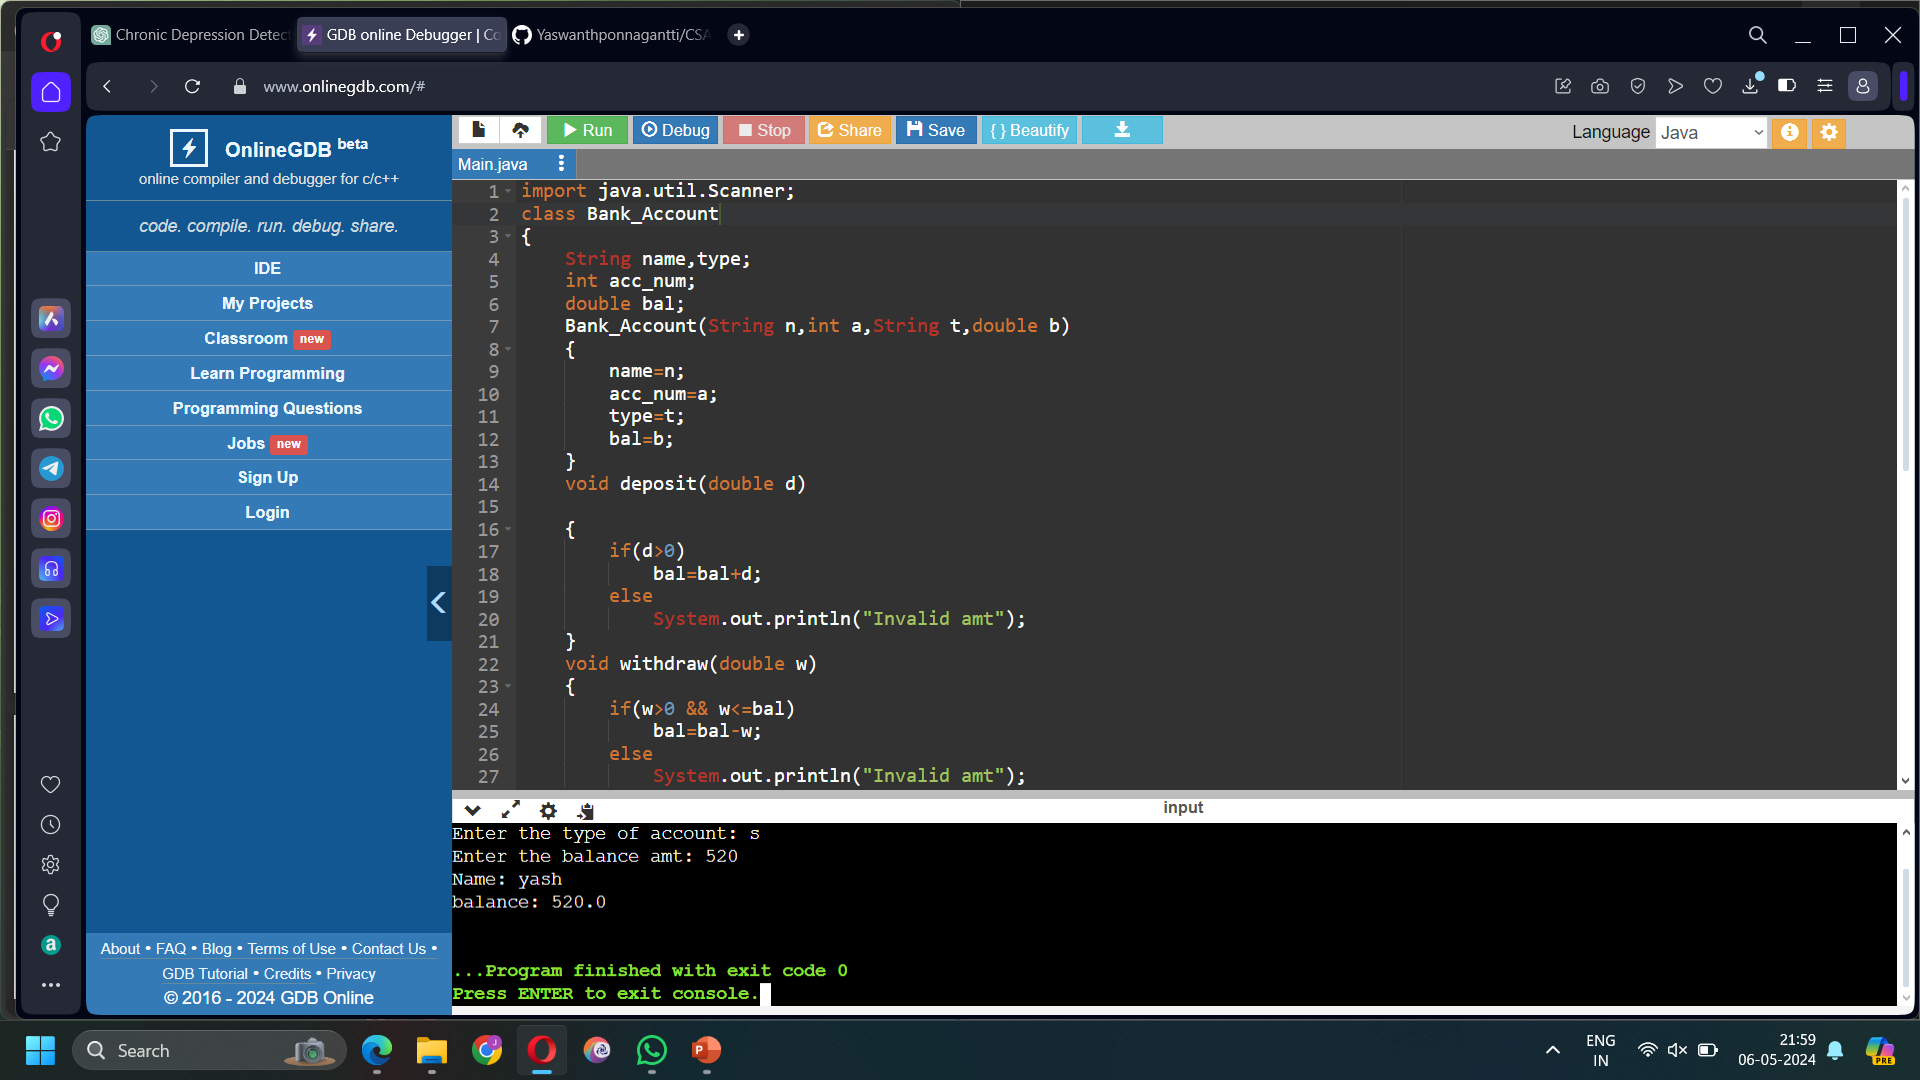 Chronic Depression Detect
GDB online Debugger | Co
Yaswanthponnagantti/CSA
www.onlinegdb.com/#
OnlineGDB beta
online compiler and debugger for c/c++
code. compile. run. debug. share.
IDE
My Projects
Classroom new
Learn Programming
Programming Questions
Jobs new
Sign Up
Login
About • FAQ • Blog • Terms of Use • Contact Us •
GDB Tutorial • Credits • Privacy
© 2016 - 2024 GDB Online
Run Debug Stop Share Save { } Beautify
Language Java
Main.java
1 import java.util.Scanner;
2 class Bank_Account
3 {
4 String name,type;
5 int acc_num;
6 double bal;
7 Bank_Account(String n,int a,String t,double b)
8 {
9 name=n;
10 acc_num=a;
11 type=t;
12 bal=b;
13 }
14 void deposit(double d)
15
16 {
17 if(d>0)
18 bal=bal+d;
19 else
20 System.out.println("Invalid amt");
21 }
22 void withdraw(double w)
23 {
24 if(w>0 && w<=bal)
25 bal=bal-w;
26 else
27 System.out.println("Invalid amt");
input
Enter the type of account: s
Enter the balance amt: 520
Name: yash
balance: 520.0
...Program finished with exit code 0
Press ENTER to exit console.
Search
ENG
IN
21:59
06-05-2024
PRE